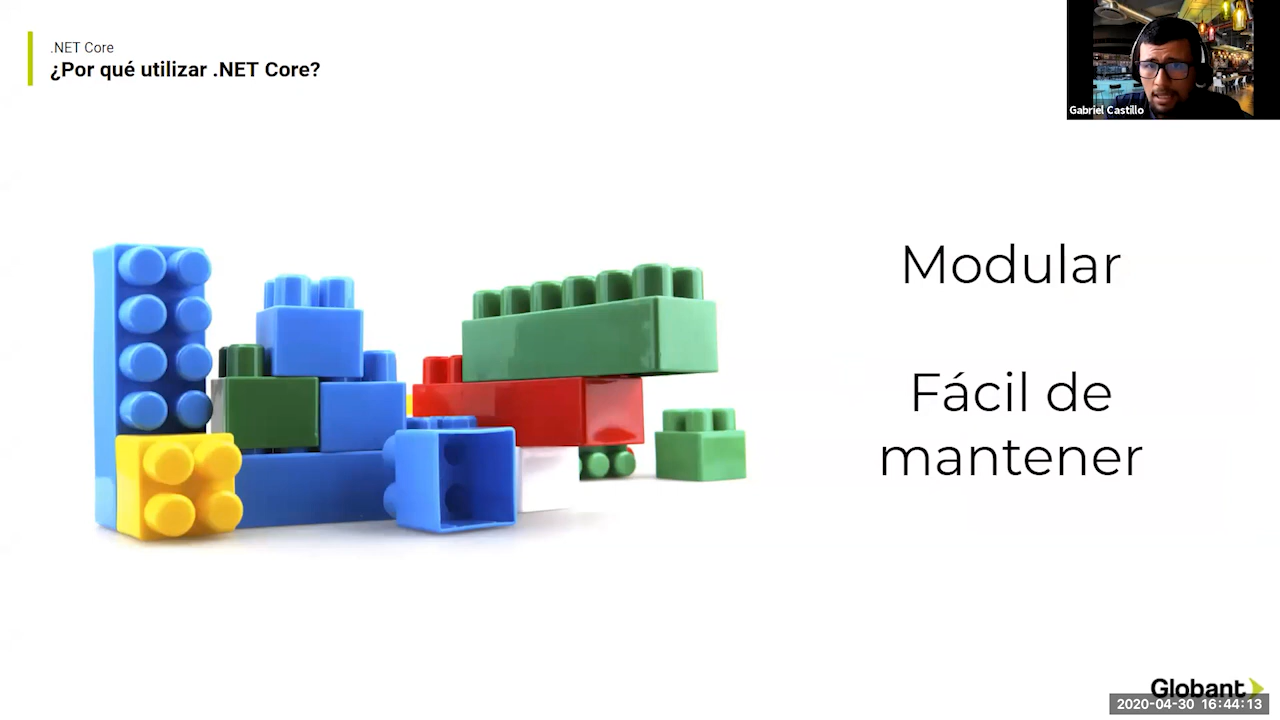 .NET Core
¿Por qué utilizar .NET Core?
Gabriel Castillo
Modular
Fácil de
mantener
Globant
2020-04-30 16:44:13